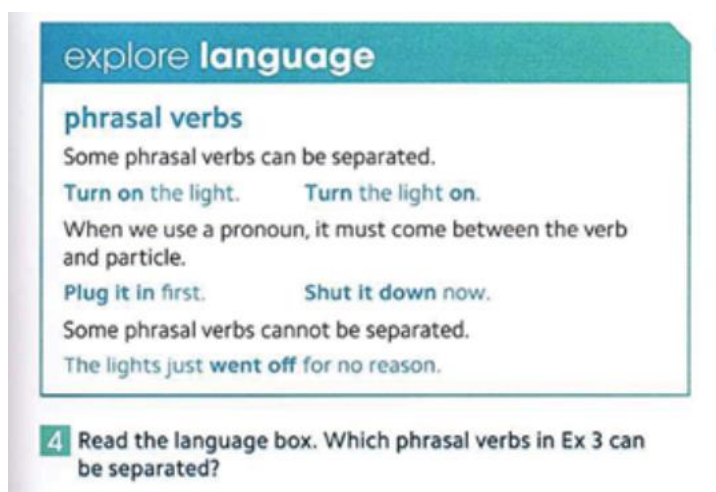 explore language
phrasal verbs
Some phrasal verbs can be separated.
Turn on the light. Turn the light on.
When we use a pronoun, it must come between the verb
and particle.
Plug it in first. Shut it down now.
Some phrasal verbs cannot be separated.
The lights just went off for no reason.
4 Read the language box. Which phrasal verbs in Ex 3 can
be separated?